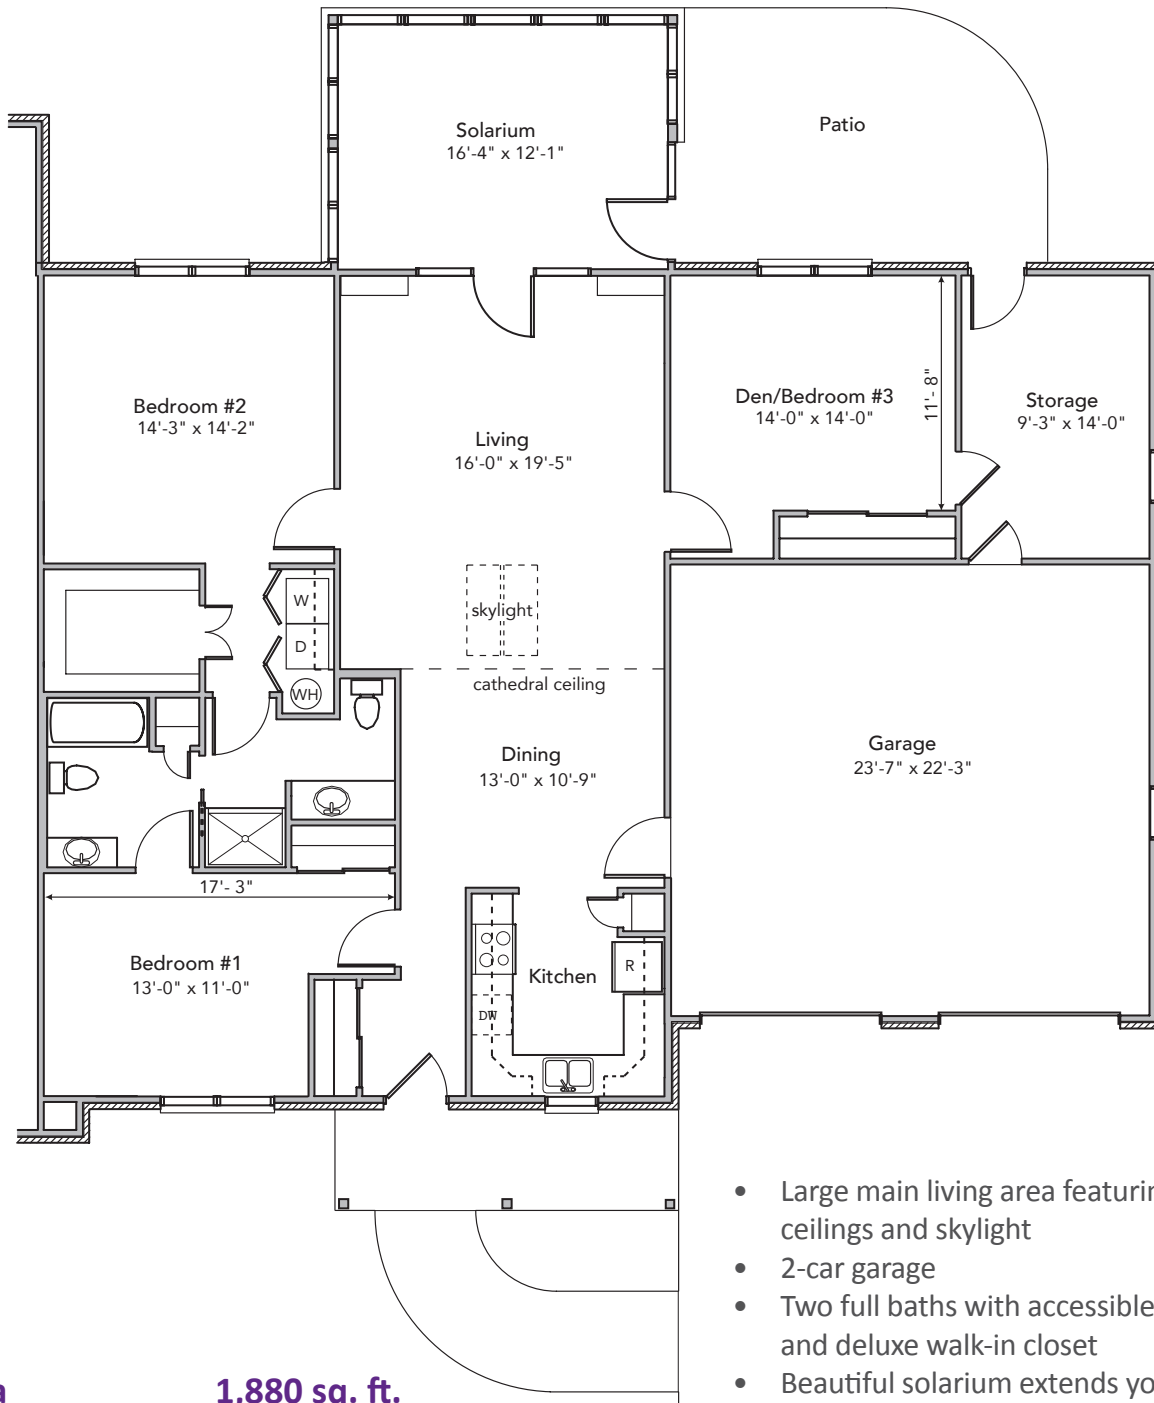 Solarium
16'-4" x 12'-1"
Patio
Bedroom #2
14'-3" x 14'-2"
Living
16'-0" x 19'-5"
Den/Bedroom #3
14'-0" x 14'-0"
11'- 8"
Storage
9'-3" x 14'-0"
W
D
WH
skylight
cathedral ceiling
Dining
13'-0" x 10'-9"
Garage
23'-7" x 22'-3"
17'- 3"
Bedroom #1
13'-0" x 11'-0"
Kitchen
R
DW
• Large main living area featurin
ceilings and skylight
• 2-car garage
• Two full baths with accessible
and deluxe walk-in closet
• Beautiful solarium extends yo
a 1,880 sq. ft.